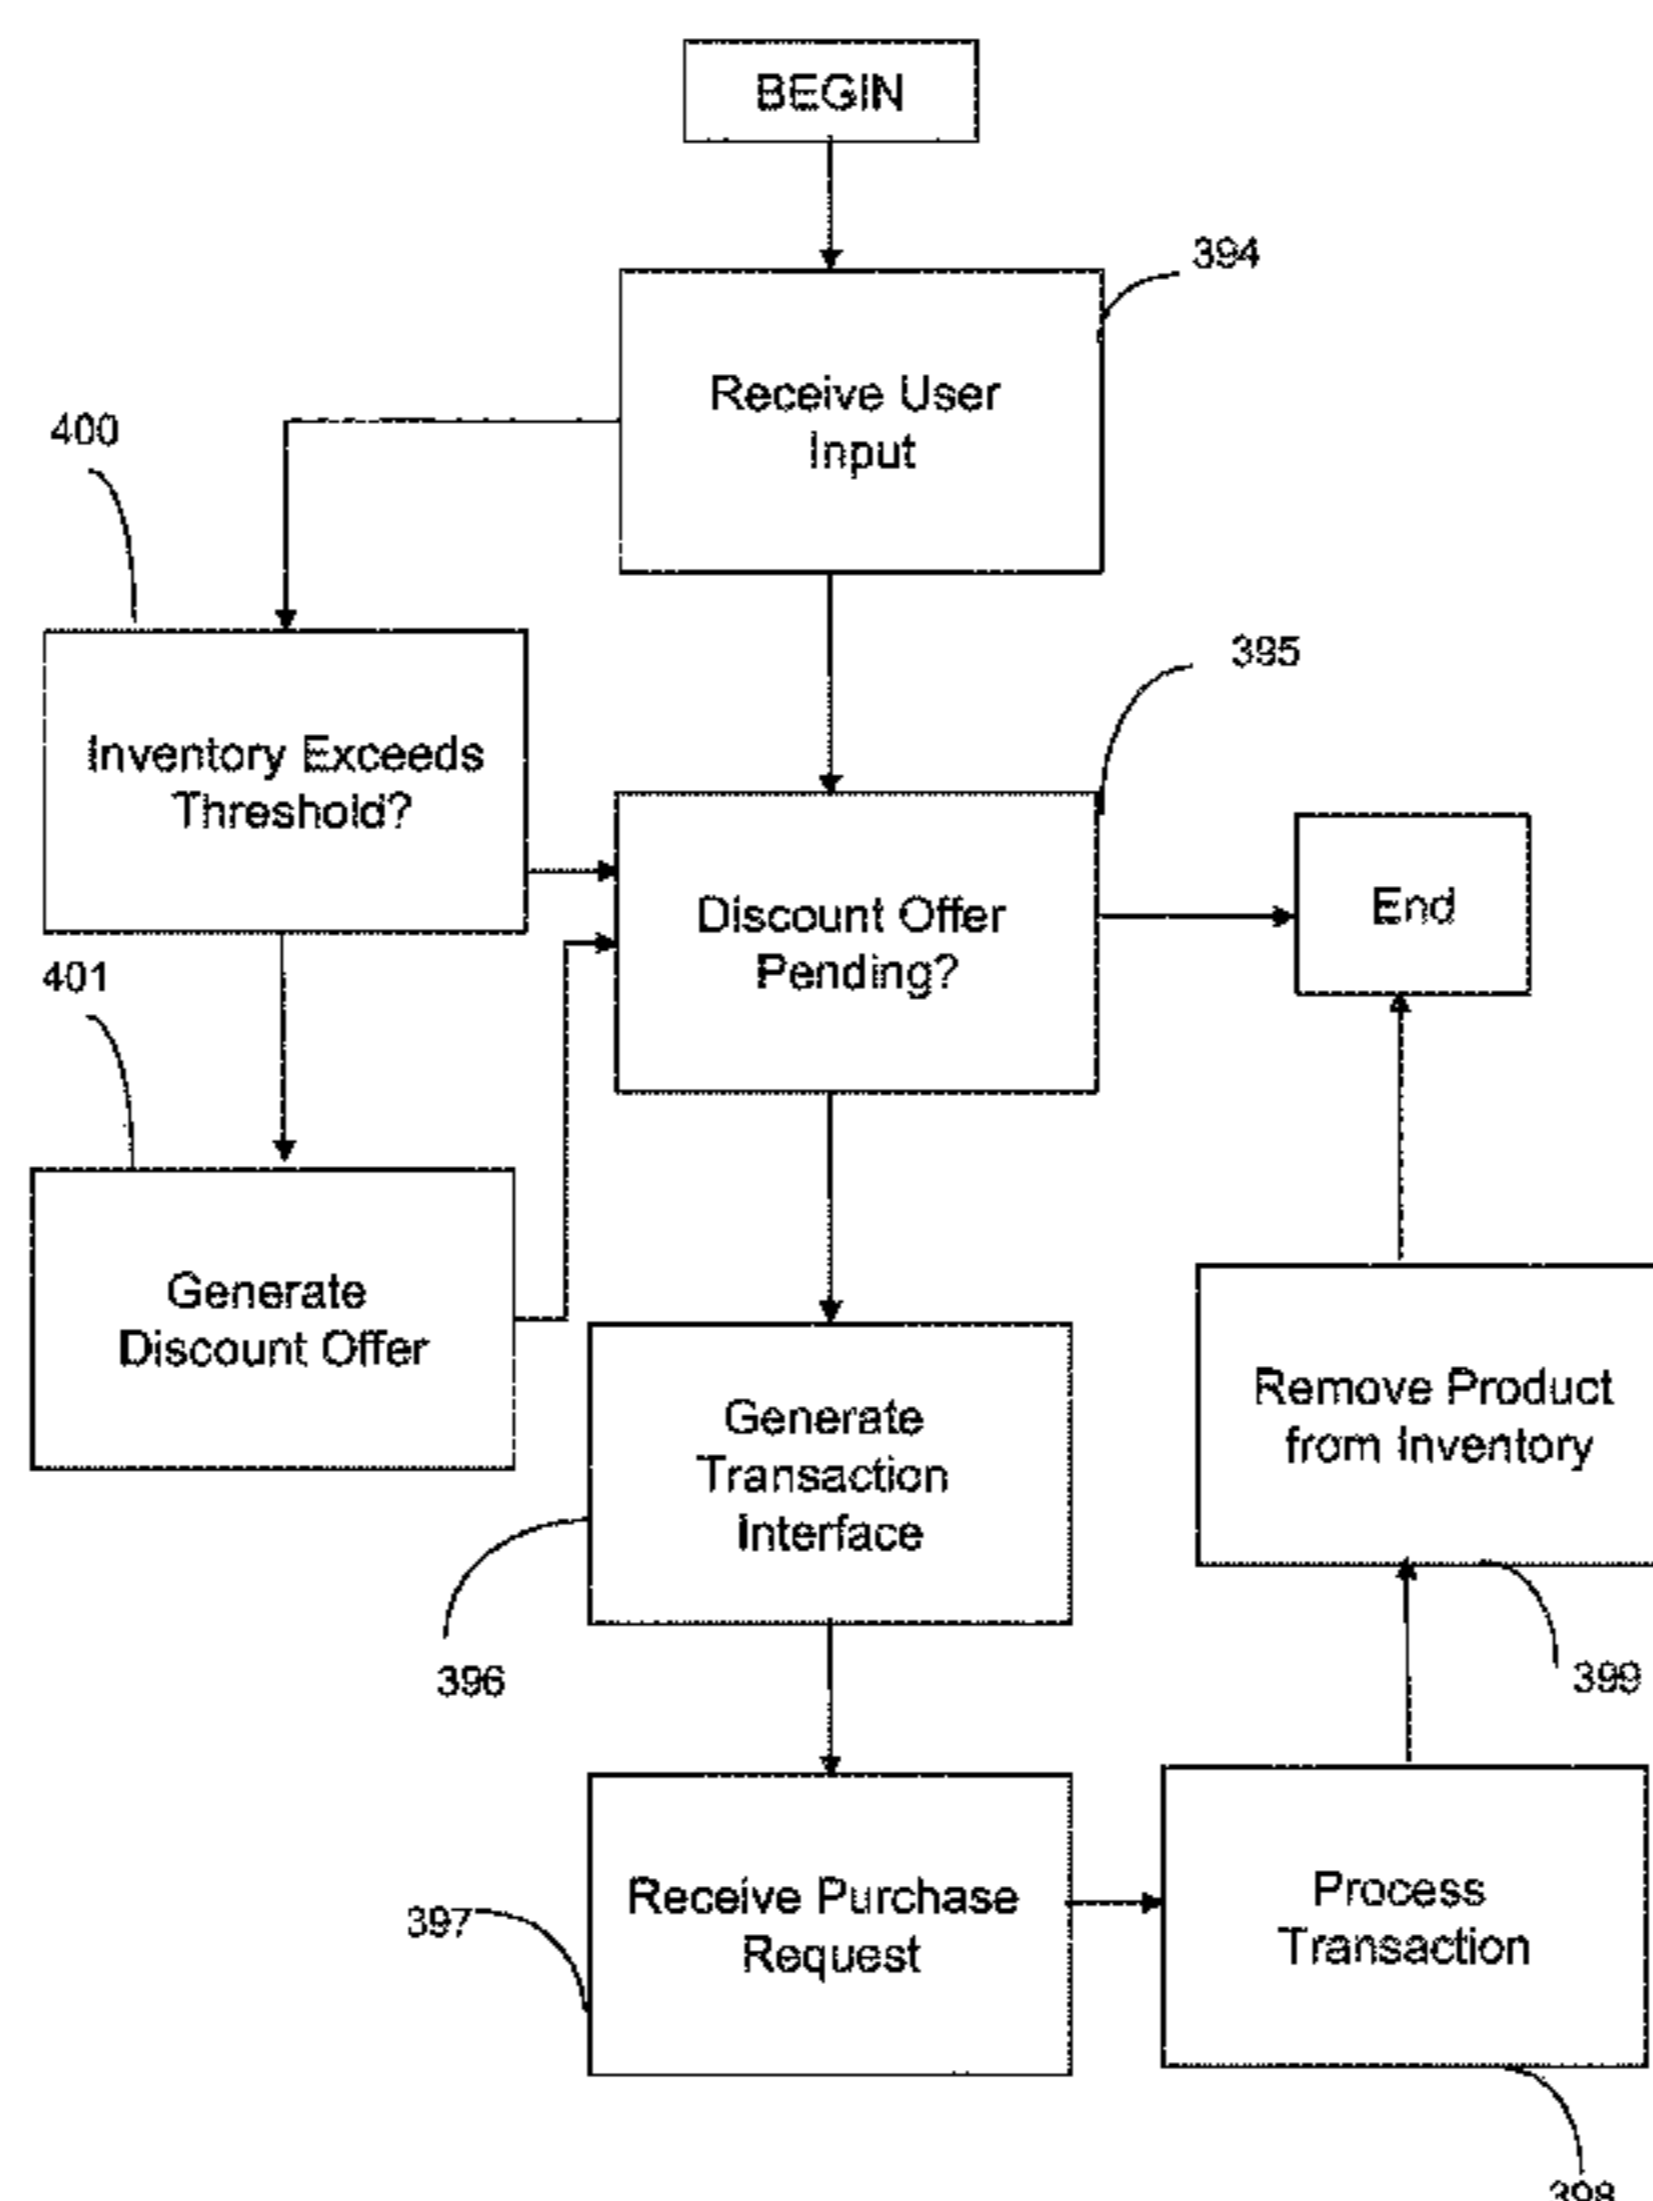 BEGIN
394
Receive User
Input
400
Inventory Exceeds
Threshold?
395
Discount Offer
Pending?
End
401
Generate
Discount Offer
Generate
Transaction
Interface
396
Remove Product
from Inventory
399
Receive Purchase
Request
397
Process
Transaction
398